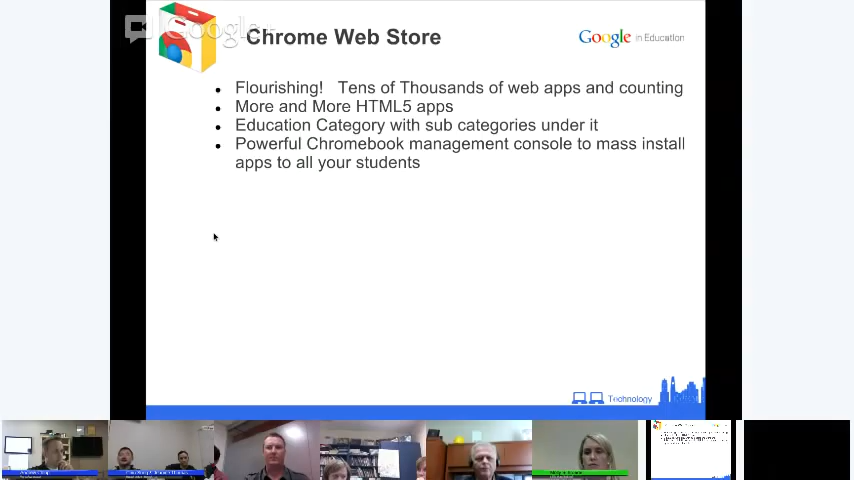 Google+
Chrome Web Store
Google in Education
Flourishing! Tens of Thousands of web apps and counting
More and More HTML5 apps
Education Category with sub categories under it
Powerful Chromebook management console to mass install
apps to all your students
Technology